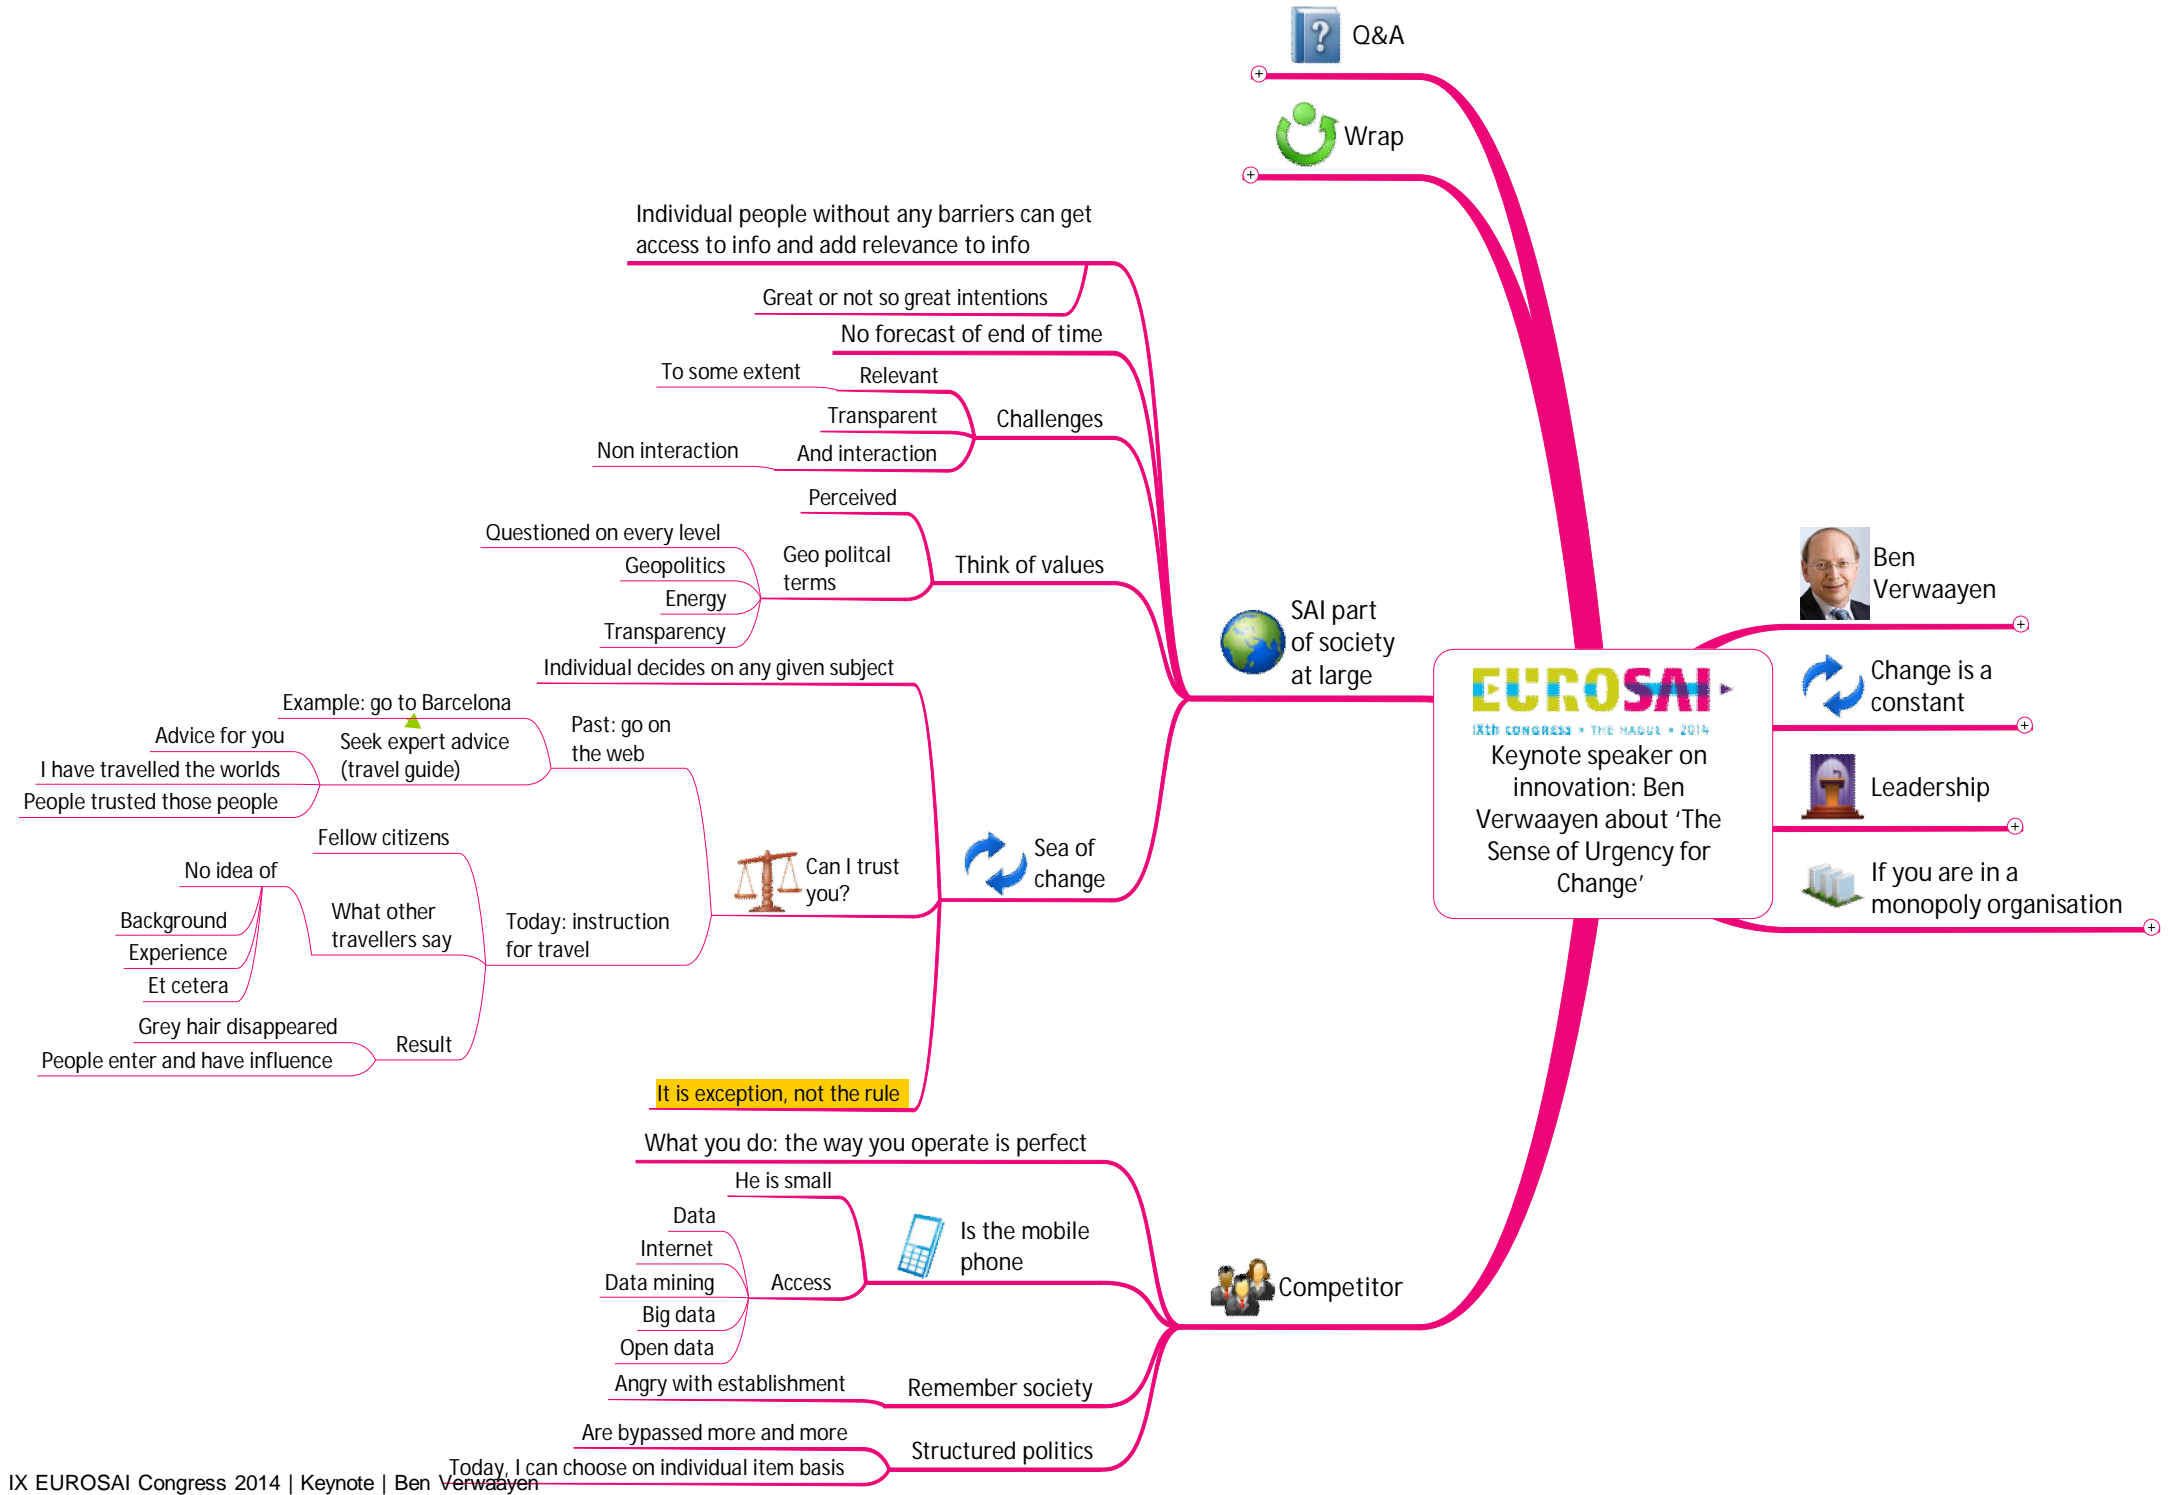 Q&A
Wrap
Individual people without any barriers can get
access to info and add relevance to info
Great or not so great intentions
No forecast of end of time
Challenges
Relevant
To some extent
Transparent
And interaction
Non interaction
Think of values
Perceived
Geo politcal
terms
Questioned on every level
Geopolitics
Energy
Transparency
SAI part
of society
at large
Sea of
change
Individual decides on any given subject
Can I trust
you?
Past: go on
the web
Example: go to Barcelona
Seek expert advice
(travel guide)
Advice for you
I have travelled the worlds
People trusted those people
Today: instruction
for travel
Fellow citizens
What other
travellers say
No idea of
Background
Experience
Et cetera
Result
Grey hair disappeared
People enter and have influence
It is exception, not the rule
Competitor
What you do: the way you operate is perfect
Is the mobile
phone
He is small
Access
Data
Internet
Data mining
Big data
Open data
Remember society
Angry with establishment
Structured politics
Are bypassed more and more
Today, I can choose on individual item basis
EUROSAI
IXth CONGRESS • THE HAGUE • 2014
Keynote speaker on
innovation: Ben
Verwaayen about ‘The
Sense of Urgency for
Change’
Ben
Verwaayen
Change is a
constant
Leadership
If you are in a
monopoly organisation
IX EUROSAI Congress 2014 | Keynote | Ben Verwaayen